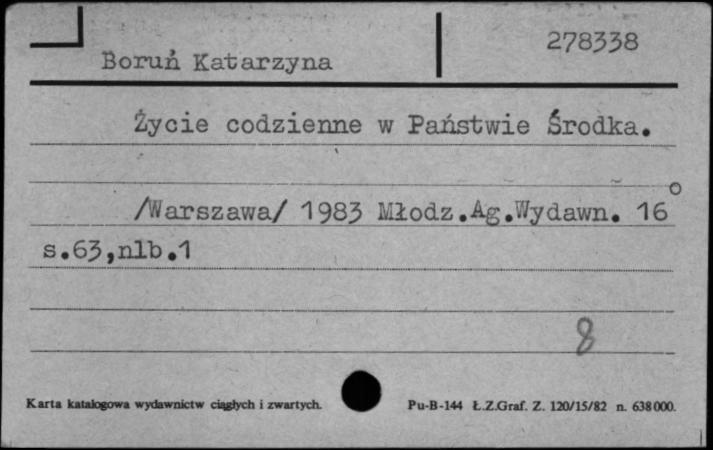 278338
Boruń Katarzyna
Życie codzienne w Państwie Środka.
/Warszawa/ 1983 Młodz.Ag.Wydawn. 16°
s.63,nlb.1
8
Karta katalogowa wydawnictw ciągłych i zwartych.
Pu-B-144 Ł.Z.Graf. Z. 120/15/82 n. 638000.